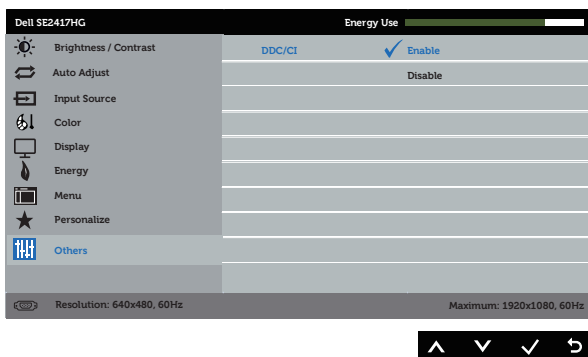 Dell SE2417HG Energy Use
Brightness / Contrast DDC/CI Enable
Auto Adjust Disable
Input Source
Color
Display
Energy
Menu
Personalize
Others
Resolution: 640x480, 60Hz Maximum: 1920x1080, 60Hz